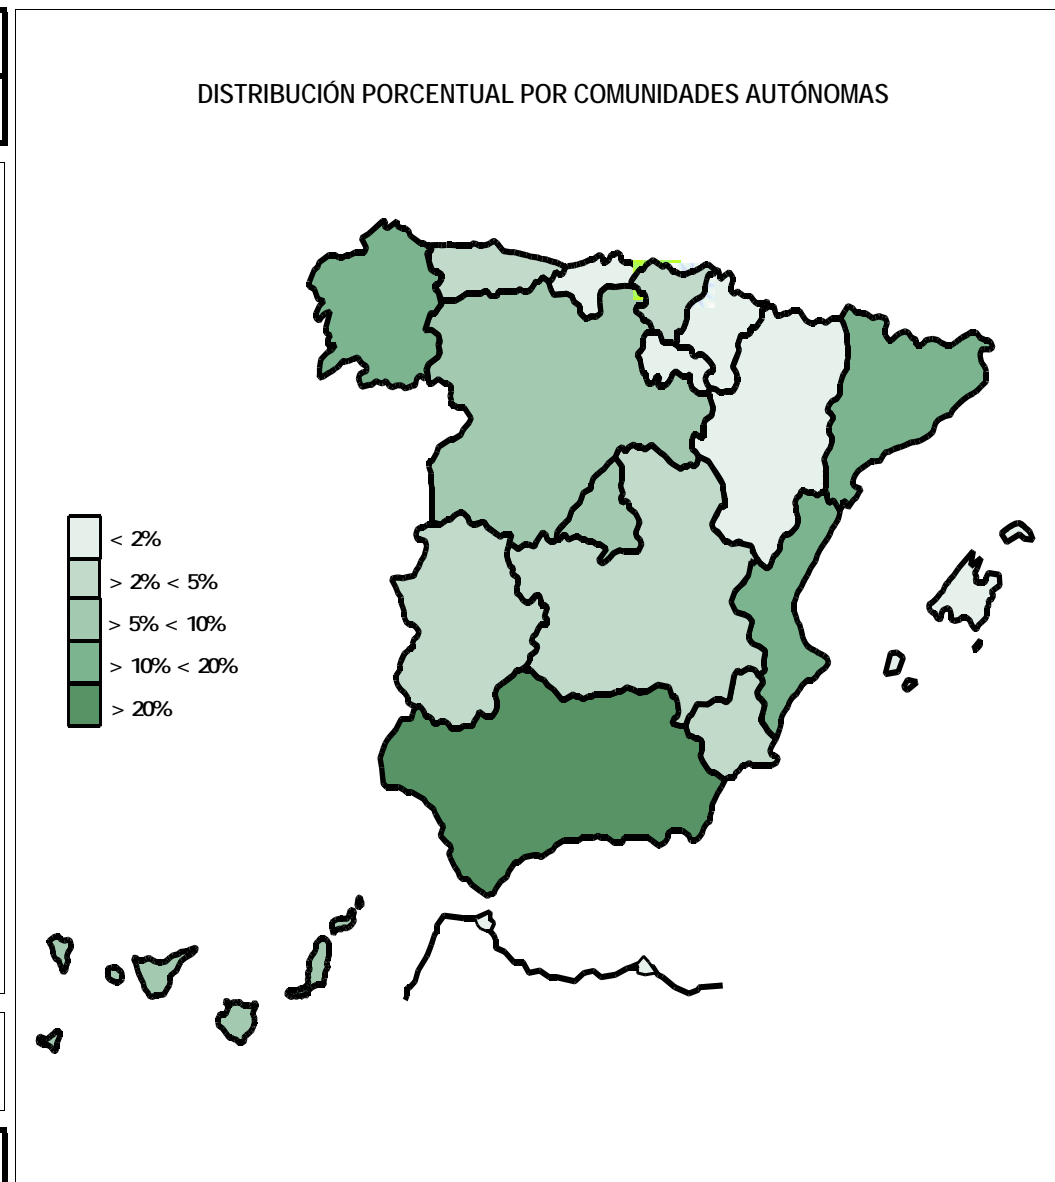 DISTRIBUCIÓN PORCENTUAL POR COMUNIDADES AUTÓNOMAS
< 2%
> 2% < 5%
> 5% < 10%
> 10% < 20%
> 20%